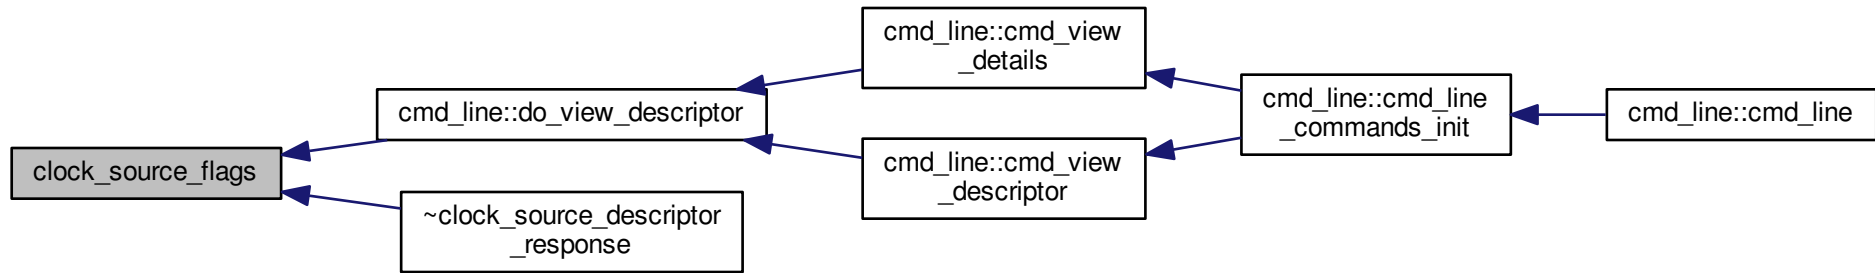 clock_source_flags
cmd_line::do_view_descriptor
~clock_source_descriptor
_response
cmd_line::cmd_view
_details
cmd_line::cmd_view
_descriptor
cmd_line::cmd_line
_commands_init
cmd_line::cmd_line